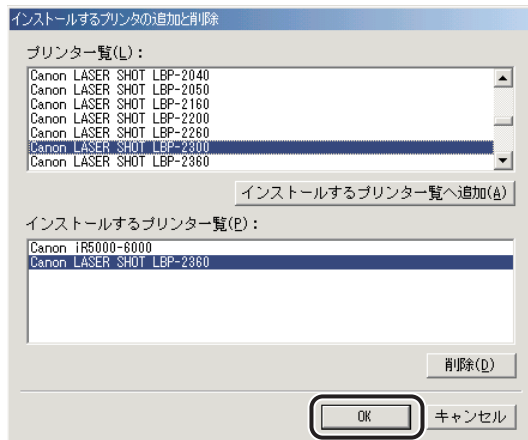 インストールするプリンタの追加と削除
プリンター覧(L)：
Canon LASER SHOT LBP-2040
Canon LASER SHOT LBP-2050
Canon LASER SHOT LBP-2160
Canon LASER SHOT LBP-2200
Canon LASER SHOT LBP-2260
Canon LASER SHOT LBP-2300
Canon LASER SHOT LBP-2360
インストールするプリンタ一覧へ追加(A)
インストールするプリンタ一覧(P)：
Canon iR5000-6000
Canon LASER SHOT LBP-2360
削除(D)
OK
キャンセル